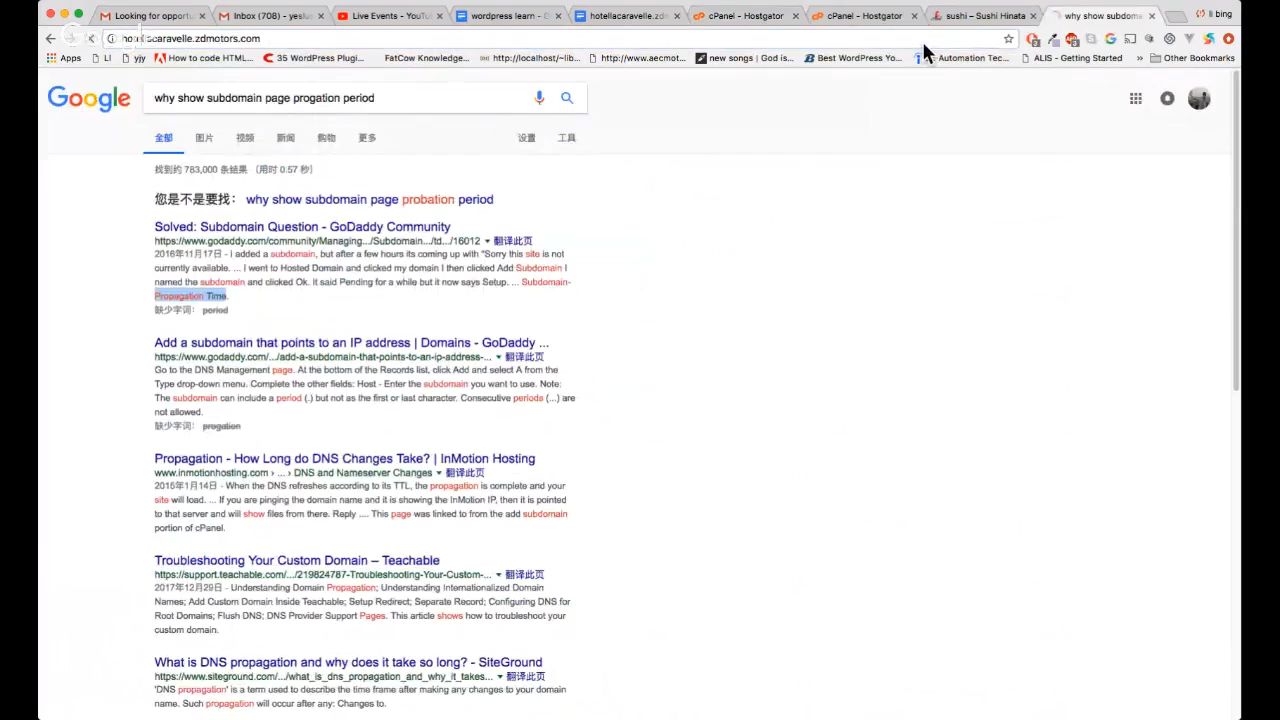 Looking for opportu
Inbox (708) - yeslu
Live Events - YouTu
wordpress learn - D
hotellacaravelle.zd
cPanel - Hostgator
cPanel - Hostgator
sushi – Sushi Hinata
why show subdoma
li bing
acaravelle.zdmotors.com
Apps
LI
yjy
How to code HTML...
35 WordPress Plugi...
FatCow Knowledge...
http://localhost/~lib...
http://www.aecmot...
new songs | God is...
Best WordPress Yo...
Automation Tec...
ALIS - Getting Started
»
Other Bookmarks
Google
why show subdomain page progation period
全部 图片 视频 新闻 购物 更多 设置 工具
找到约 783,000 条结果 （用时 0.57 秒）
您是不是要找： why show subdomain page probation period
Solved: Subdomain Question - GoDaddy Community
https://www.godaddy.com/community/Managing.../Subdomain.../td.../16012 ▼ 翻译此页
2016年11月17日 - I added a subdomain, but after a few hours its coming up with "Sorry this site is not
currently available. ... I went to Hosted Domain and clicked my domain I then clicked Add Subdomain I
named the subdomain and clicked Ok. It said Pending for a while but it now says Setup. ... Subdomain-
Propagation Time.
缺少字词： period
Add a subdomain that points to an IP address | Domains - GoDaddy ...
https://www.godaddy.com/.../add-a-subdomain-that-points-to-an-ip-address-... ▼ 翻译此页
Go to the DNS Management page. At the bottom of the Records list, click Add and select A from the
Type drop-down menu. Complete the other fields: Host - Enter the subdomain you want to use. Note:
The subdomain can include a period (.) but not as the first or last character. Consecutive periods (...) are
not allowed.
缺少字词： progation
Propagation - How Long do DNS Changes Take? | InMotion Hosting
www.inmotionhosting.com › ... › DNS and Nameserver Changes ▼ 翻译此页
2015年1月14日 - When the DNS refreshes according to its TTL, the propagation is complete and your
site will load. ... If you are pinging the domain name and it is showing the InMotion IP, then it is pointed
to that server and will show files from there. Reply .... This page was linked to from the add subdomain
portion of cPanel.
Troubleshooting Your Custom Domain – Teachable
https://support.teachable.com/.../219824787-Troubleshooting-Your-Custom-... ▼ 翻译此页
2017年12月29日 - Understanding Domain Propagation; Understanding Internationalized Domain
Names; Add Custom Domain Inside Teachable; Setup Redirect; Separate Record; Configuring DNS for
Root Domains; Flush DNS; DNS Provider Support Pages. This article shows how to troubleshoot your
custom domain.
What is DNS propagation and why does it take so long? - SiteGround
https://www.siteground.com/.../what_is_dns_propagation_and_why_it_takes... ▼ 翻译此页
'DNS propagation' is a term used to describe the time frame after making any changes to your domain
name. Such propagation will occur after any: Changes to.